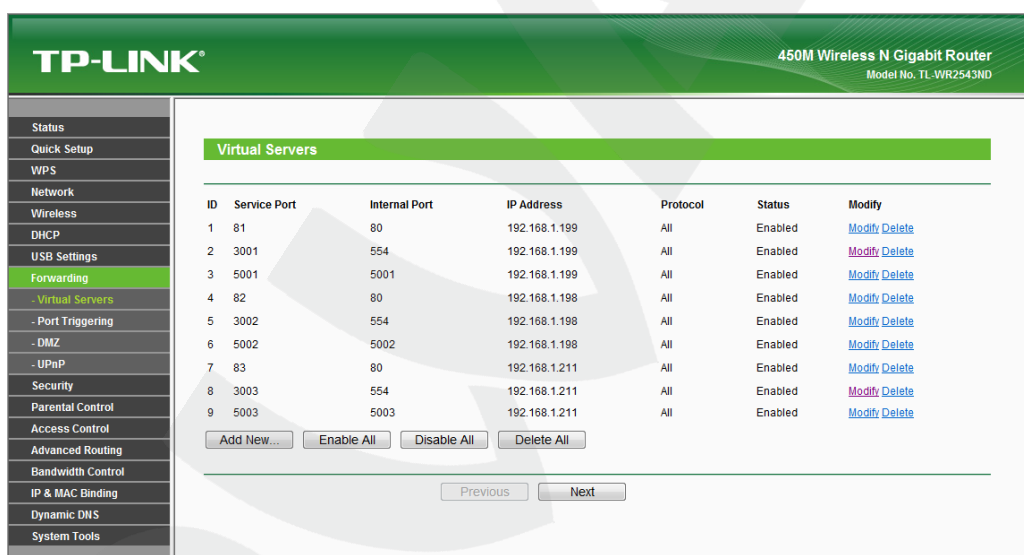 TP-LINK®
450M Wireless N Gigabit Router
Model No. TL-WR2543ND
Status
Quick Setup
WPS
Network
Wireless
DHCP
USB Settings
Forwarding
- Virtual Servers
- Port Triggering
- DMZ
- UPnP
Security
Parental Control
Access Control
Advanced Routing
Bandwidth Control
IP & MAC Binding
Dynamic DNS
System Tools
Virtual Servers
ID Service Port Internal Port IP Address Protocol Status Modify
1 81 80 192.168.1.199 All Enabled Modify Delete
2 3001 554 192.168.1.199 All Enabled Modify Delete
3 5001 5001 192.168.1.199 All Enabled Modify Delete
4 82 80 192.168.1.198 All Enabled Modify Delete
5 3002 554 192.168.1.198 All Enabled Modify Delete
6 5002 5002 192.168.1.198 All Enabled Modify Delete
7 83 80 192.168.1.211 All Enabled Modify Delete
8 3003 554 192.168.1.211 All Enabled Modify Delete
9 5003 5003 192.168.1.211 All Enabled Modify Delete
Add New... Enable All Disable All Delete All
Previous Next